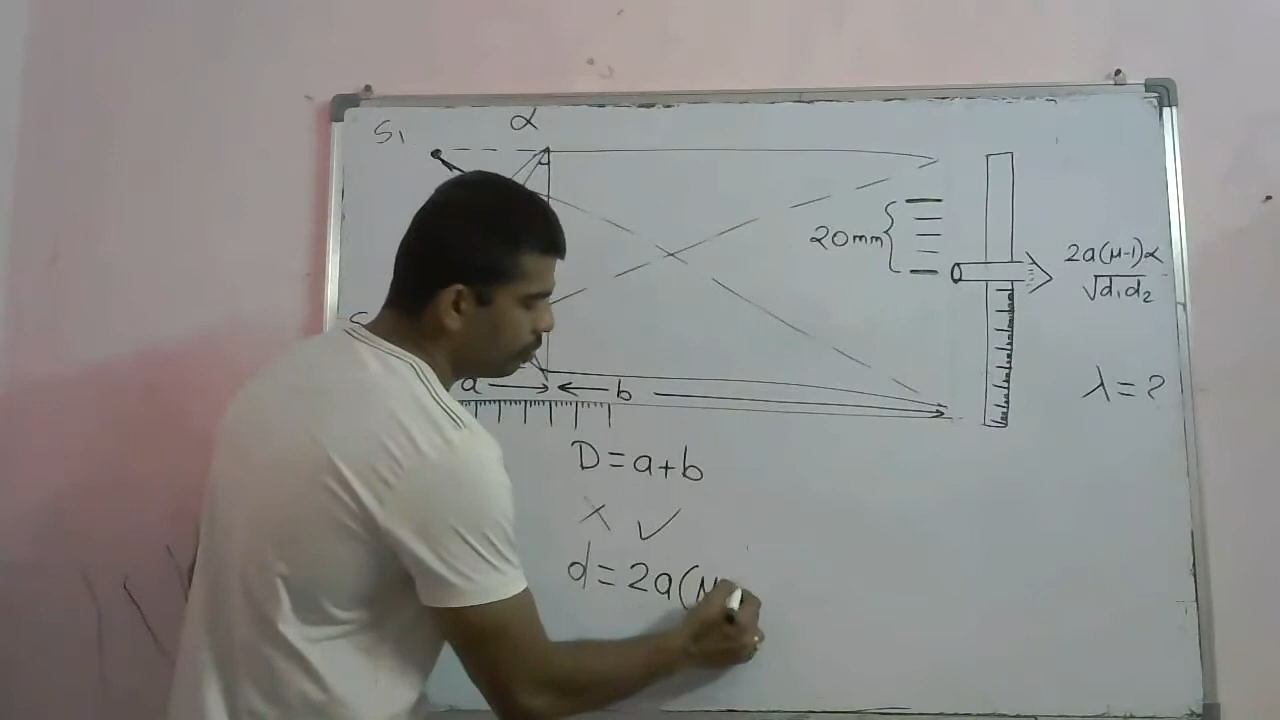 S₁
α
20mm
2a(μ-1)α
√d₁d₂
a
b
λ=?
D=a+b
× ✓
d=2a(μ